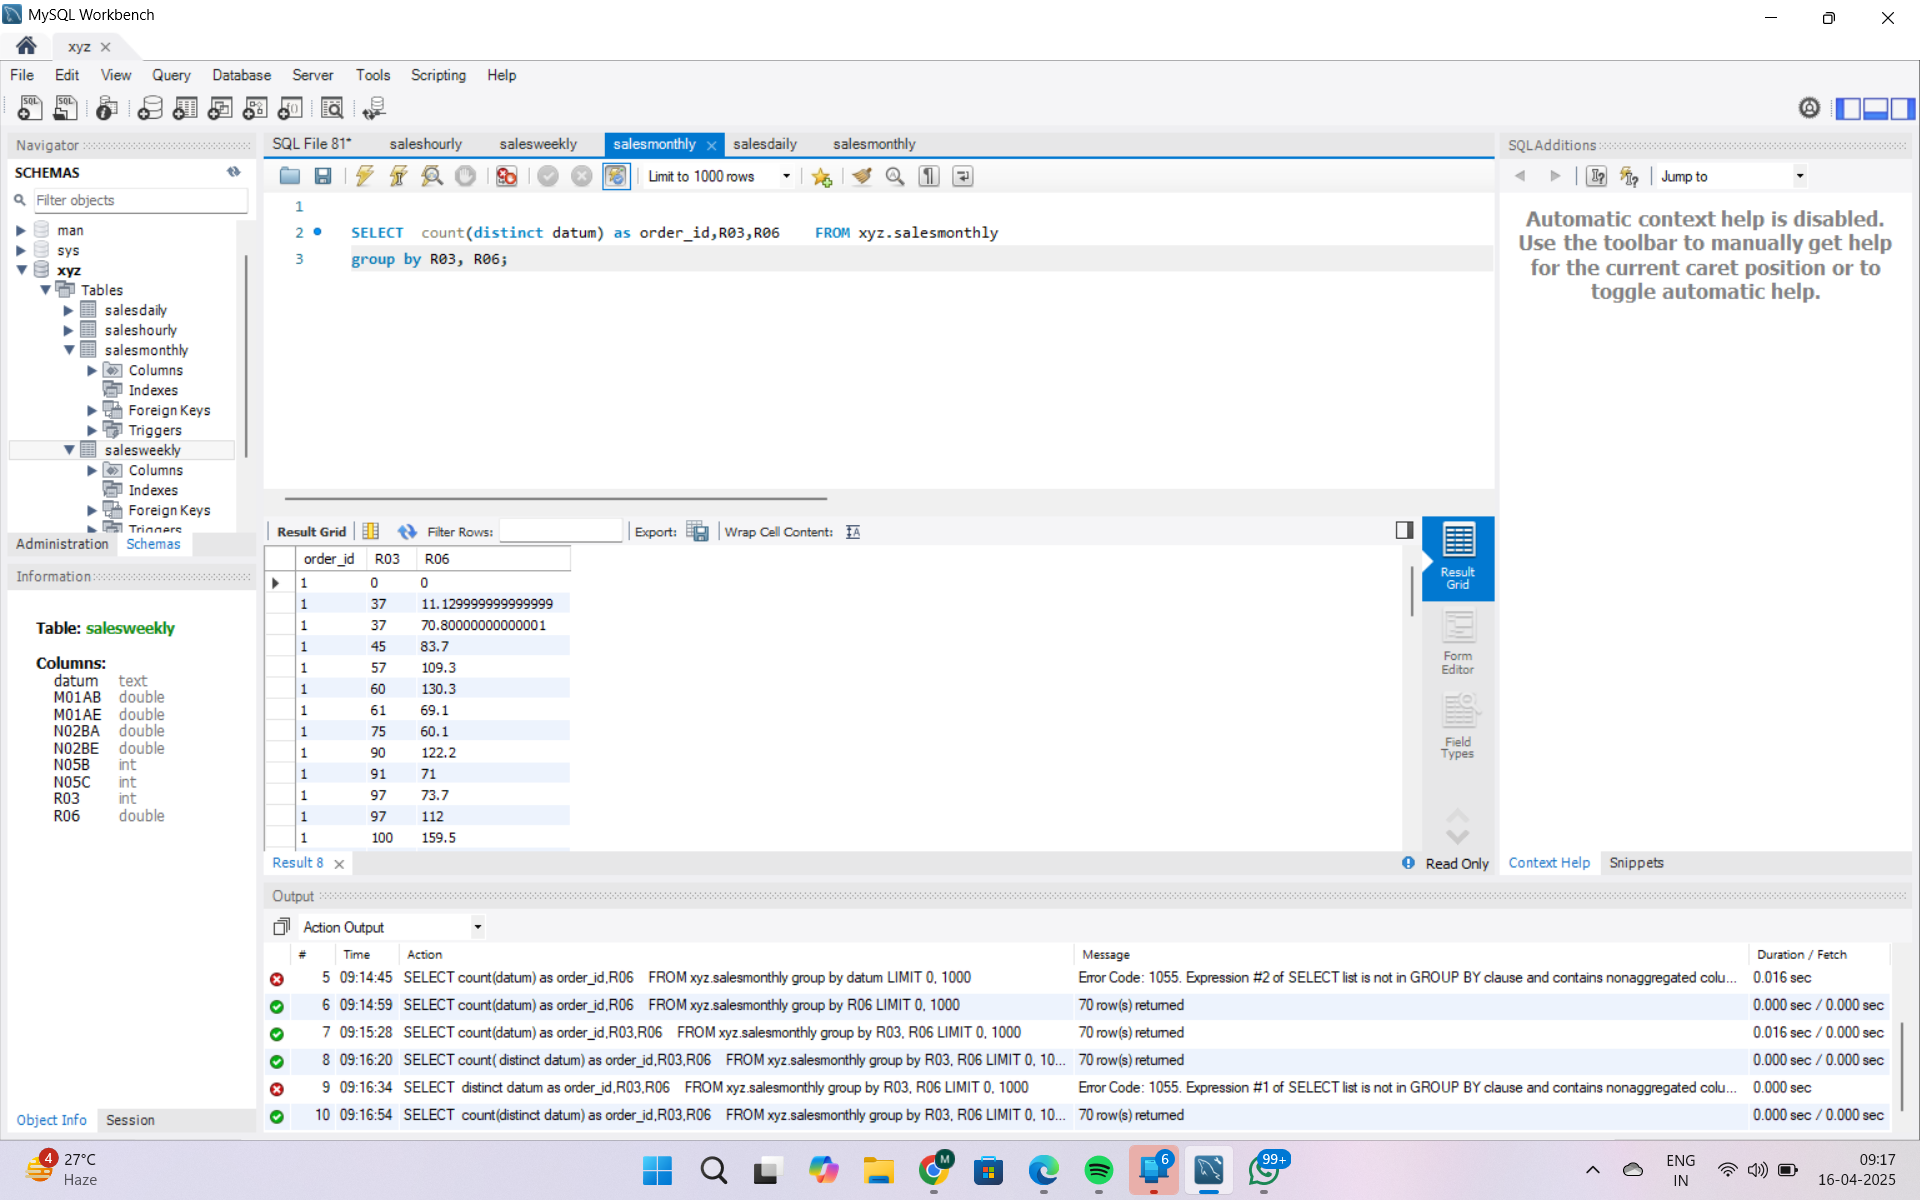 MySQL Workbench
xyz
File Edit View Query Database Server Tools Scripting Help
Navigator
SCHEMAS
Filter objects
man
sys
xyz
Tables
salesdaily
saleshourly
salesmonthly
Columns
Indexes
Foreign Keys
Triggers
salesweekly
Columns
Indexes
Foreign Keys
Triggers
Administration Schemas
Information
Table: salesweekly
Columns:
datum text
M01AB double
M01AE double
N02BA double
N02BE double
N05B int
N05C int
R03 int
R06 double
Object Info Session
SQL File 81* saleshourly salesweekly salesmonthly salesdaily salesmonthly
Limit to 1000 rows
1
2 SELECT count(distinct datum) as order_id,R03,R06 FROM xyz.salesmonthly
3 group by R03, R06;
Result Grid Filter Rows: Export: Wrap Cell Content:
order_id R03 R06
1 0 0
1 37 11.129999999999999
1 37 70.80000000000001
1 45 83.7
1 57 109.3
1 60 130.3
1 61 69.1
1 75 60.1
1 90 122.2
1 91 71
1 97 73.7
1 97 112
1 100 159.5
Result Grid
Form Editor
Field Types
Result 8
Read Only
SQLAdditions
Jump to
Automatic context help is disabled.
Use the toolbar to manually get help
for the current caret position or to
toggle automatic help.
Context Help Snippets
Output
Action Output
# Time Action Message Duration / Fetch
5 09:14:45 SELECT count(datum) as order_id,R06 FROM xyz.salesmonthly group by datum LIMIT 0, 1000 Error Code: 1055. Expression #2 of SELECT list is not in GROUP BY clause and contains nonaggregated colu... 0.016 sec
6 09:14:59 SELECT count(datum) as order_id,R06 FROM xyz.salesmonthly group by R06 LIMIT 0, 1000 70 row(s) returned 0.000 sec / 0.000 sec
7 09:15:28 SELECT count(datum) as order_id,R03,R06 FROM xyz.salesmonthly group by R03, R06 LIMIT 0, 1000 70 row(s) returned 0.016 sec / 0.000 sec
8 09:16:20 SELECT count( distinct datum) as order_id,R03,R06 FROM xyz.salesmonthly group by R03, R06 LIMIT 0, 10... 70 row(s) returned 0.000 sec / 0.000 sec
9 09:16:34 SELECT distinct datum as order_id,R03,R06 FROM xyz.salesmonthly group by R03, R06 LIMIT 0, 1000 Error Code: 1055. Expression #1 of SELECT list is not in GROUP BY clause and contains nonaggregated colu... 0.000 sec
10 09:16:54 SELECT count(distinct datum) as order_id,R03,R06 FROM xyz.salesmonthly group by R03, R06 LIMIT 0, 10... 70 row(s) returned 0.000 sec / 0.000 sec
4
27°C
Haze
M
6
99+
ENG
IN
09:17
16-04-2025